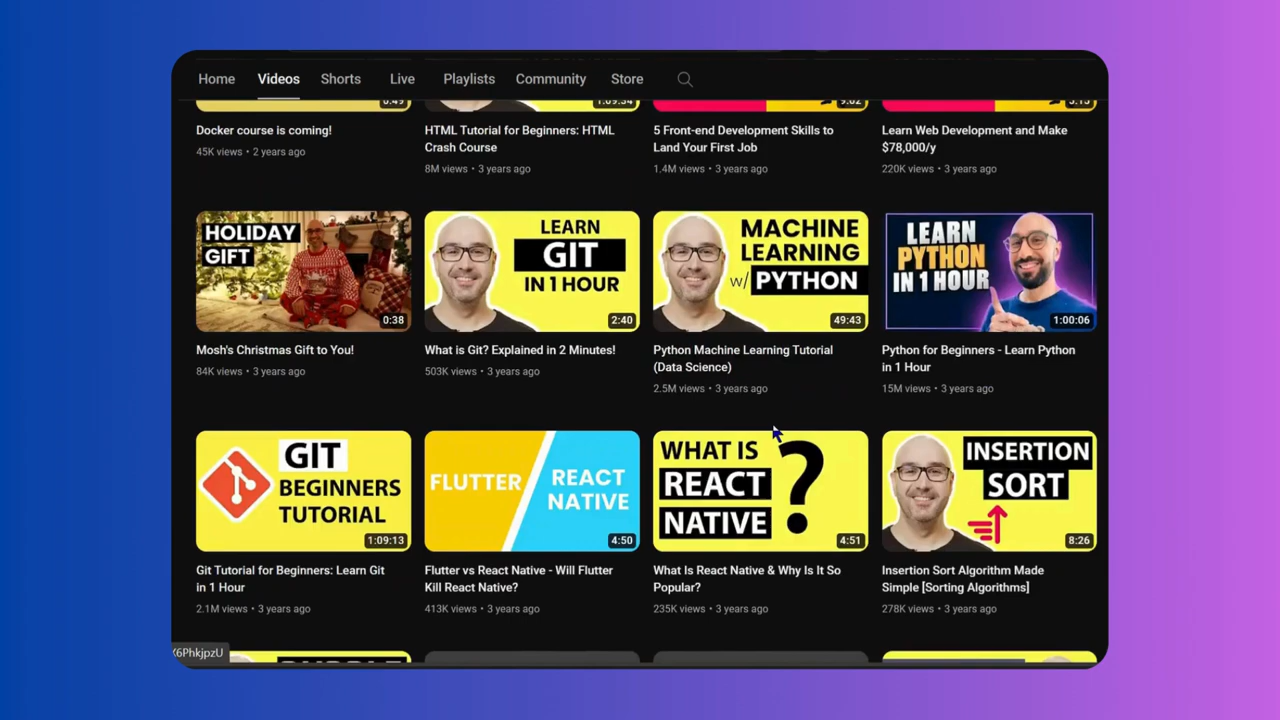 Home Videos Shorts Live Playlists Community Store
0:49
1:09:34
9:02
5:15
Docker course is coming!
45K views • 2 years ago
HTML Tutorial for Beginners: HTML
Crash Course
8M views • 3 years ago
5 Front-end Development Skills to
Land Your First Job
1.4M views • 3 years ago
Learn Web Development and Make
$78,000/y
220K views • 3 years ago
HOLIDAY
GIFT
0:38
Mosh's Christmas Gift to You!
84K views • 3 years ago
LEARN
GIT
IN 1 HOUR
2:40
What is Git? Explained in 2 Minutes!
503K views • 3 years ago
MACHINE
LEARNING
w/ PYTHON
49:43
Python Machine Learning Tutorial
(Data Science)
2.5M views • 3 years ago
LEARN
PYTHON
IN 1 HOUR
1:00:06
Python for Beginners - Learn Python
in 1 Hour
15M views • 3 years ago
GIT
BEGINNERS
TUTORIAL
1:09:13
Git Tutorial for Beginners: Learn Git
in 1 Hour
2.1M views • 3 years ago
FLUTTER
REACT
NATIVE
4:50
Flutter vs React Native - Will Flutter
Kill React Native?
413K views • 3 years ago
WHAT IS
REACT
NATIVE
?
4:51
What Is React Native & Why Is It So
Popular?
235K views • 3 years ago
INSERTION
SORT
8:26
Insertion Sort Algorithm Made
Simple [Sorting Algorithms]
278K views • 3 years ago